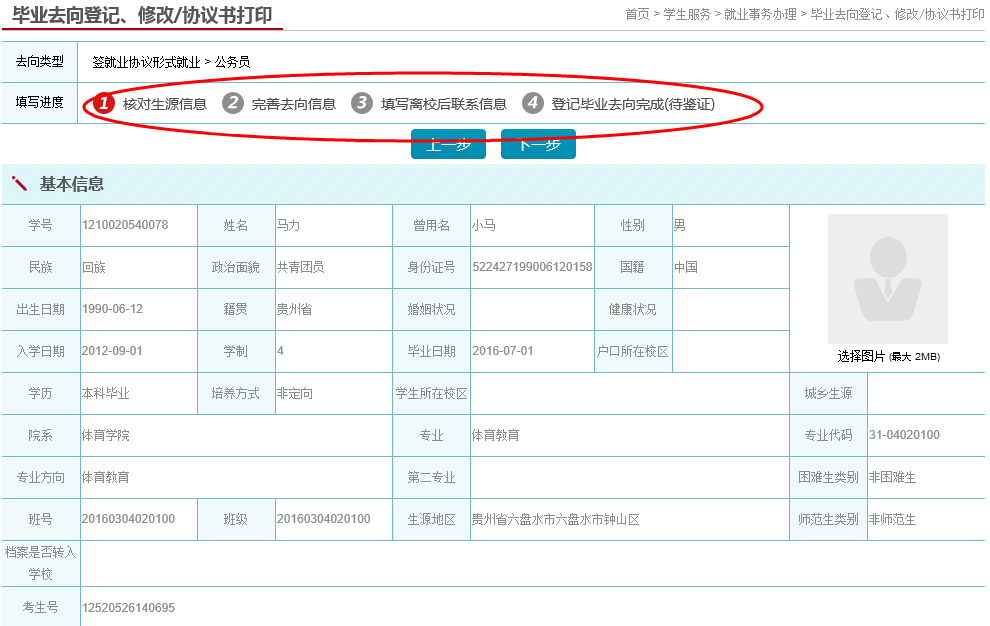 毕业去向登记、修改/协议书打印
首页 > 学生服务 > 就业事务办理 > 毕业去向登记、修改/协议书打印
去向类型 签就业协议形式就业 > 公务员
填写进度 1 核对生源信息 2 完善去向信息 3 填写离校后联系信息 4 登记毕业去向完成(待鉴证)
上一步 下一步
基本信息
学号 1210020540078 姓名 马力 曾用名 小马 性别 男
民族 回族 政治面貌 共青团员 身份证号 522427199006120158 国籍 中国
出生日期 1990-06-12 籍贯 贵州省 婚姻状况 健康状况
入学日期 2012-09-01 学制 4 毕业日期 2016-07-01 户口所在校区
选择图片 (最大 2MB)
学历 本科毕业 培养方式 非定向 学生所在校区 城乡生源
院系 体育学院 专业 体育教育 专业代码 31-04020100
专业方向 体育教育 第二专业 困难生类别 非困难生
班号 20160304020100 班级 20160304020100 生源地区 贵州省六盘水市六盘水市钟山区 师范生类别 非师范生
档案是否转入
学校
考生号 12520526140695